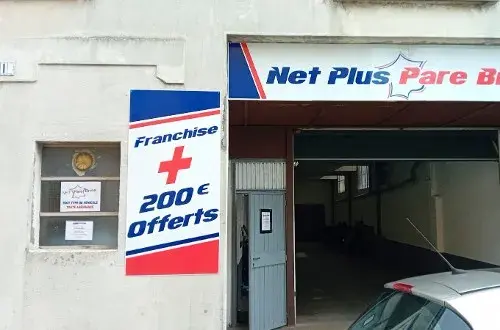 Net Plus Pare B
Franchise
+
200 €
Offerts